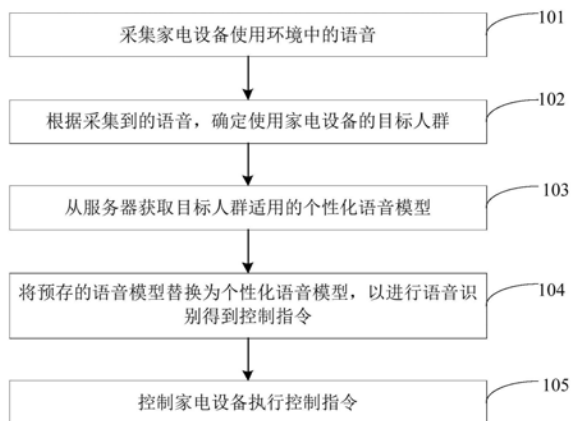 采集家电设备使用环境中的语音
101
根据采集到的语音，确定使用家电设备的目标人群
102
从服务器获取目标人群适用的个性化语音模型
103
将预存的语音模型替换为个性化语音模型，以进行语音识
别得到控制指令
104
控制家电设备执行控制指令
105